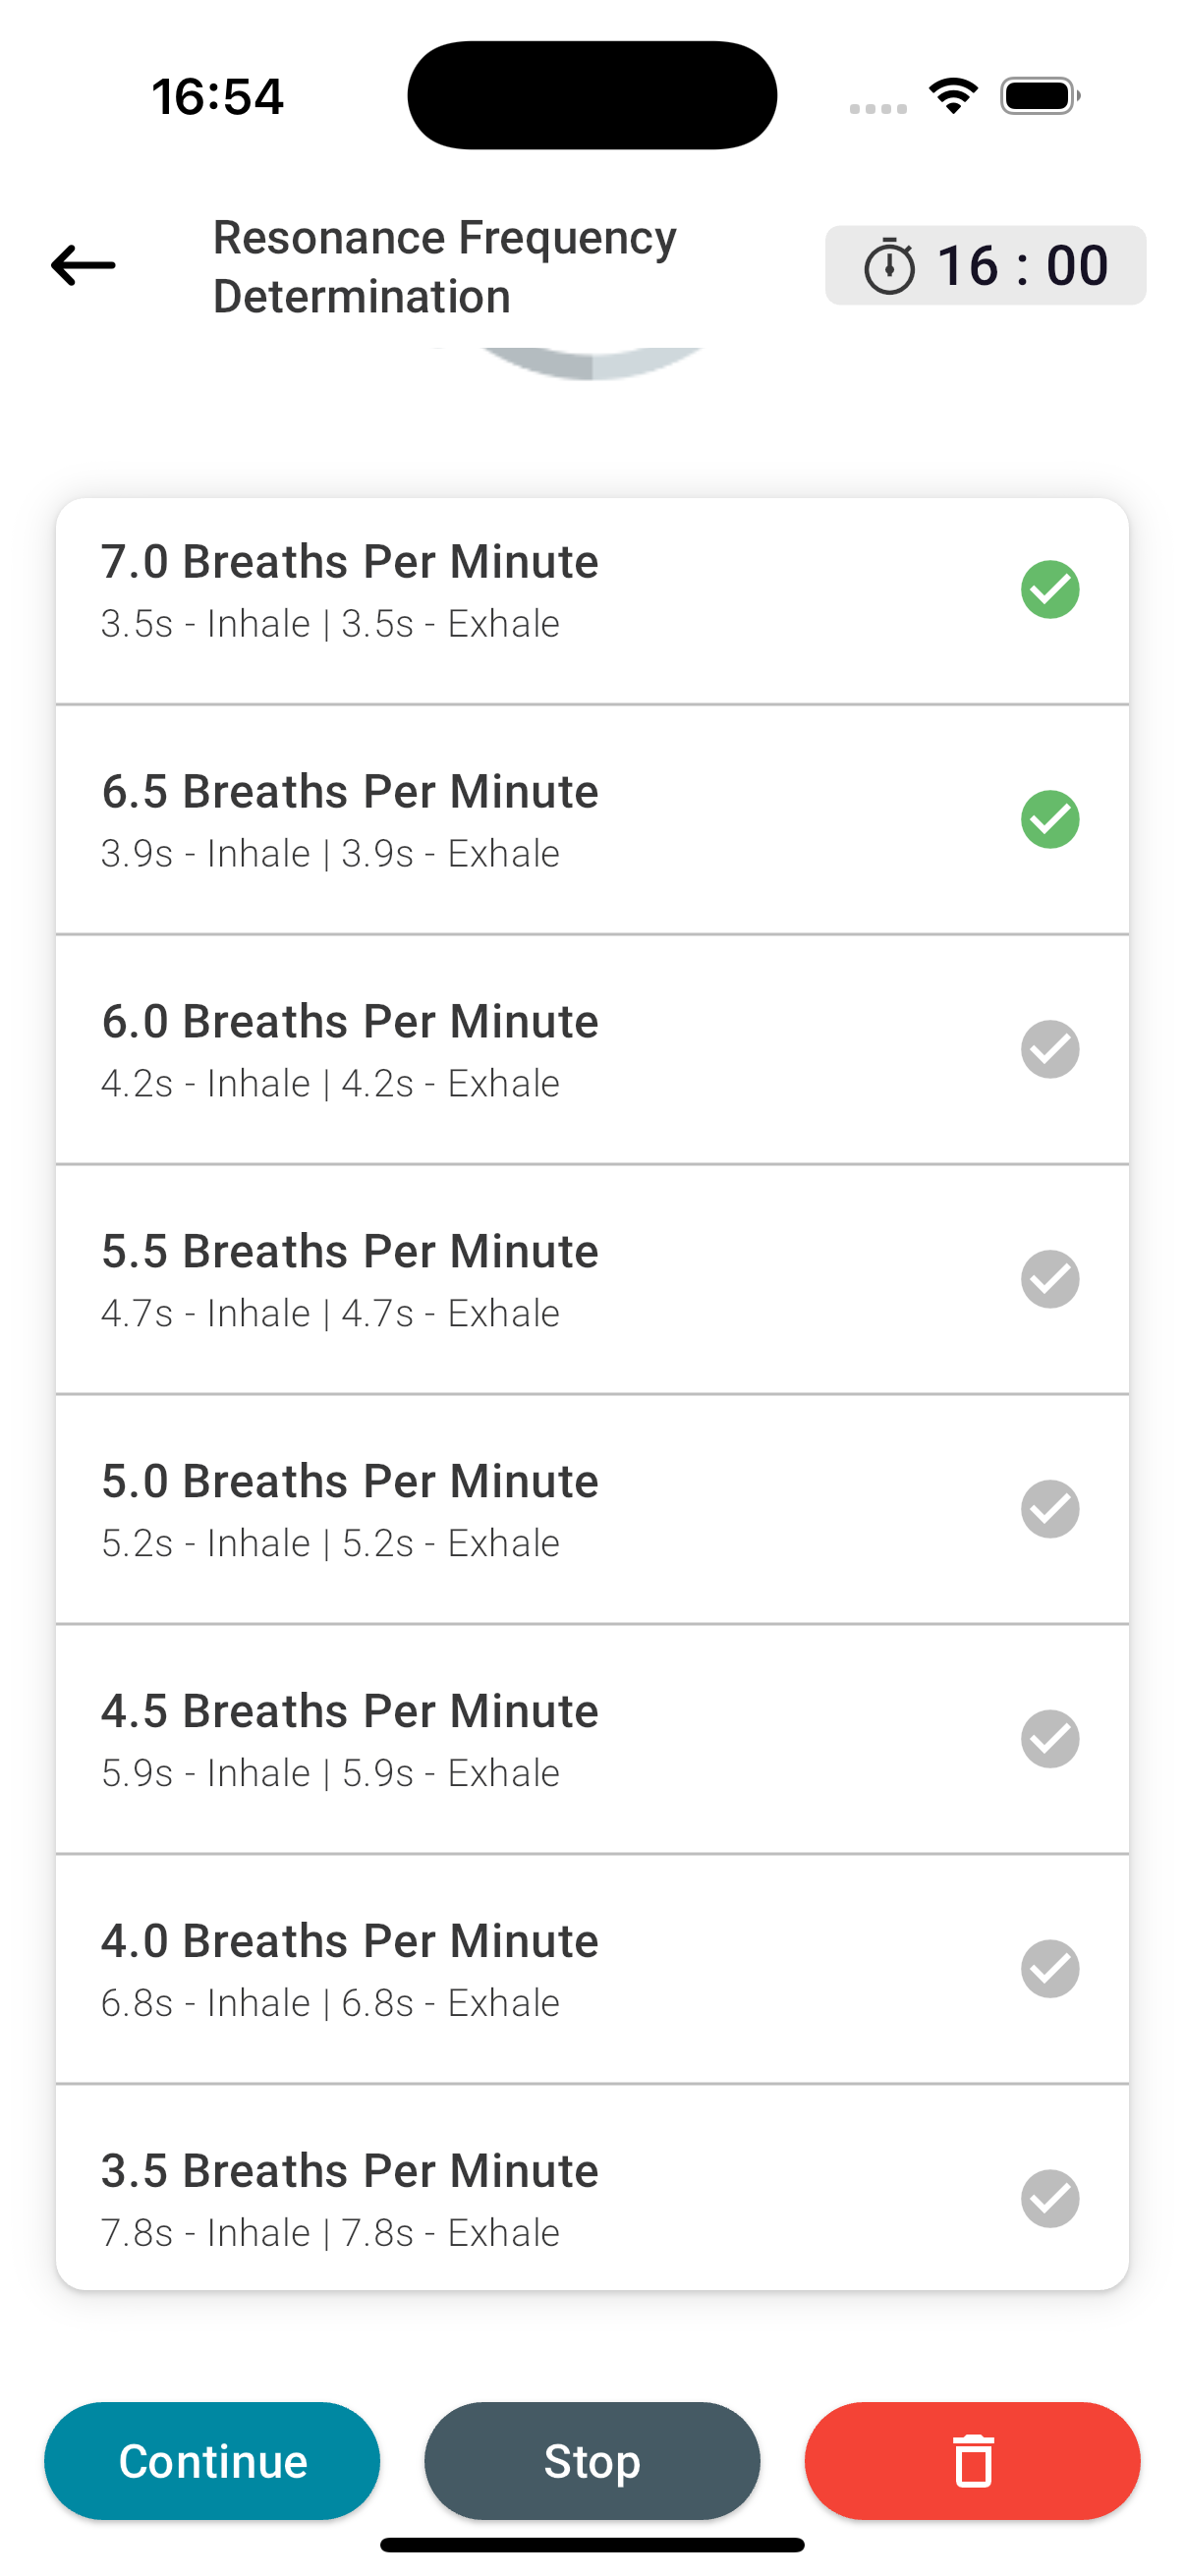 16:54
Resonance Frequency
Determination
16 : 00
7.0 Breaths Per Minute
3.5s - Inhale | 3.5s - Exhale
6.5 Breaths Per Minute
3.9s - Inhale | 3.9s - Exhale
6.0 Breaths Per Minute
4.2s - Inhale | 4.2s - Exhale
5.5 Breaths Per Minute
4.7s - Inhale | 4.7s - Exhale
5.0 Breaths Per Minute
5.2s - Inhale | 5.2s - Exhale
4.5 Breaths Per Minute
5.9s - Inhale | 5.9s - Exhale
4.0 Breaths Per Minute
6.8s - Inhale | 6.8s - Exhale
3.5 Breaths Per Minute
7.8s - Inhale | 7.8s - Exhale
Continue
Stop